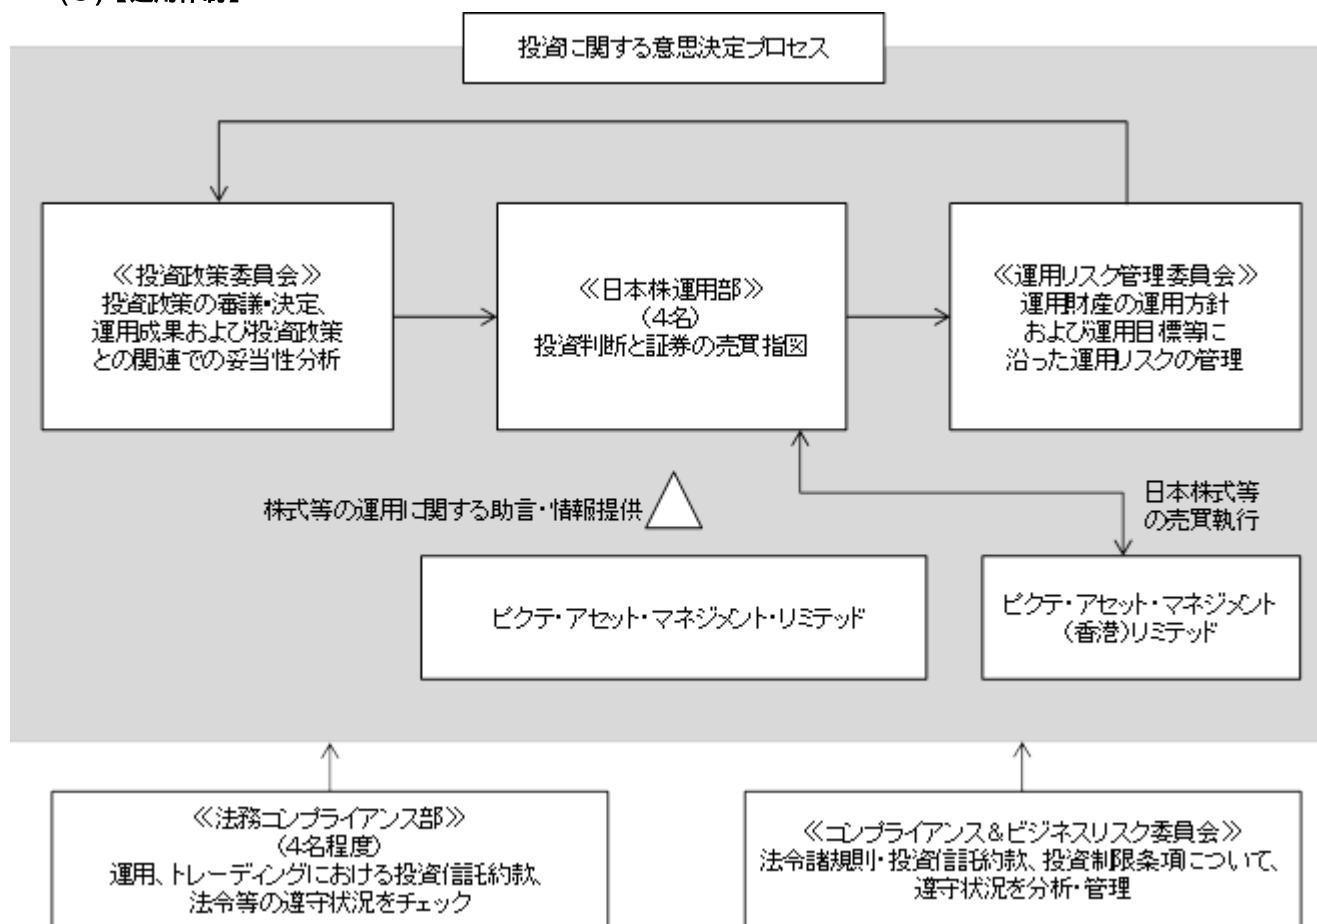 投資に関する意思決定プロセス
≪投資政策委員会≫
投資政策の審議・決定、
運用成果および投資政策
との関連での妥当性分析
≪日本株運用部≫
(4名)
投資判断と証券の売買指図
≪運用リスク管理委員会≫
運用財産の運用方針
および運用目標等に
沿った運用リスクの管理
株式等の運用に関する助言・情報提供
日本株式等
の売買執行
ピクテ・アセット・マネジメント・リミテッド
ピクテ・アセット・マネジメント
(香港)リミテッド
≪法務コンプライアンス部≫
(4名程度)
運用、トレーディングにおける投資信託約款、
法令等の遵守状況をチェック
≪コンプライアンス&ビジネスリスク委員会≫
法令諸規則・投資信託約款、投資制限条項について、
遵守状況を分析・管理